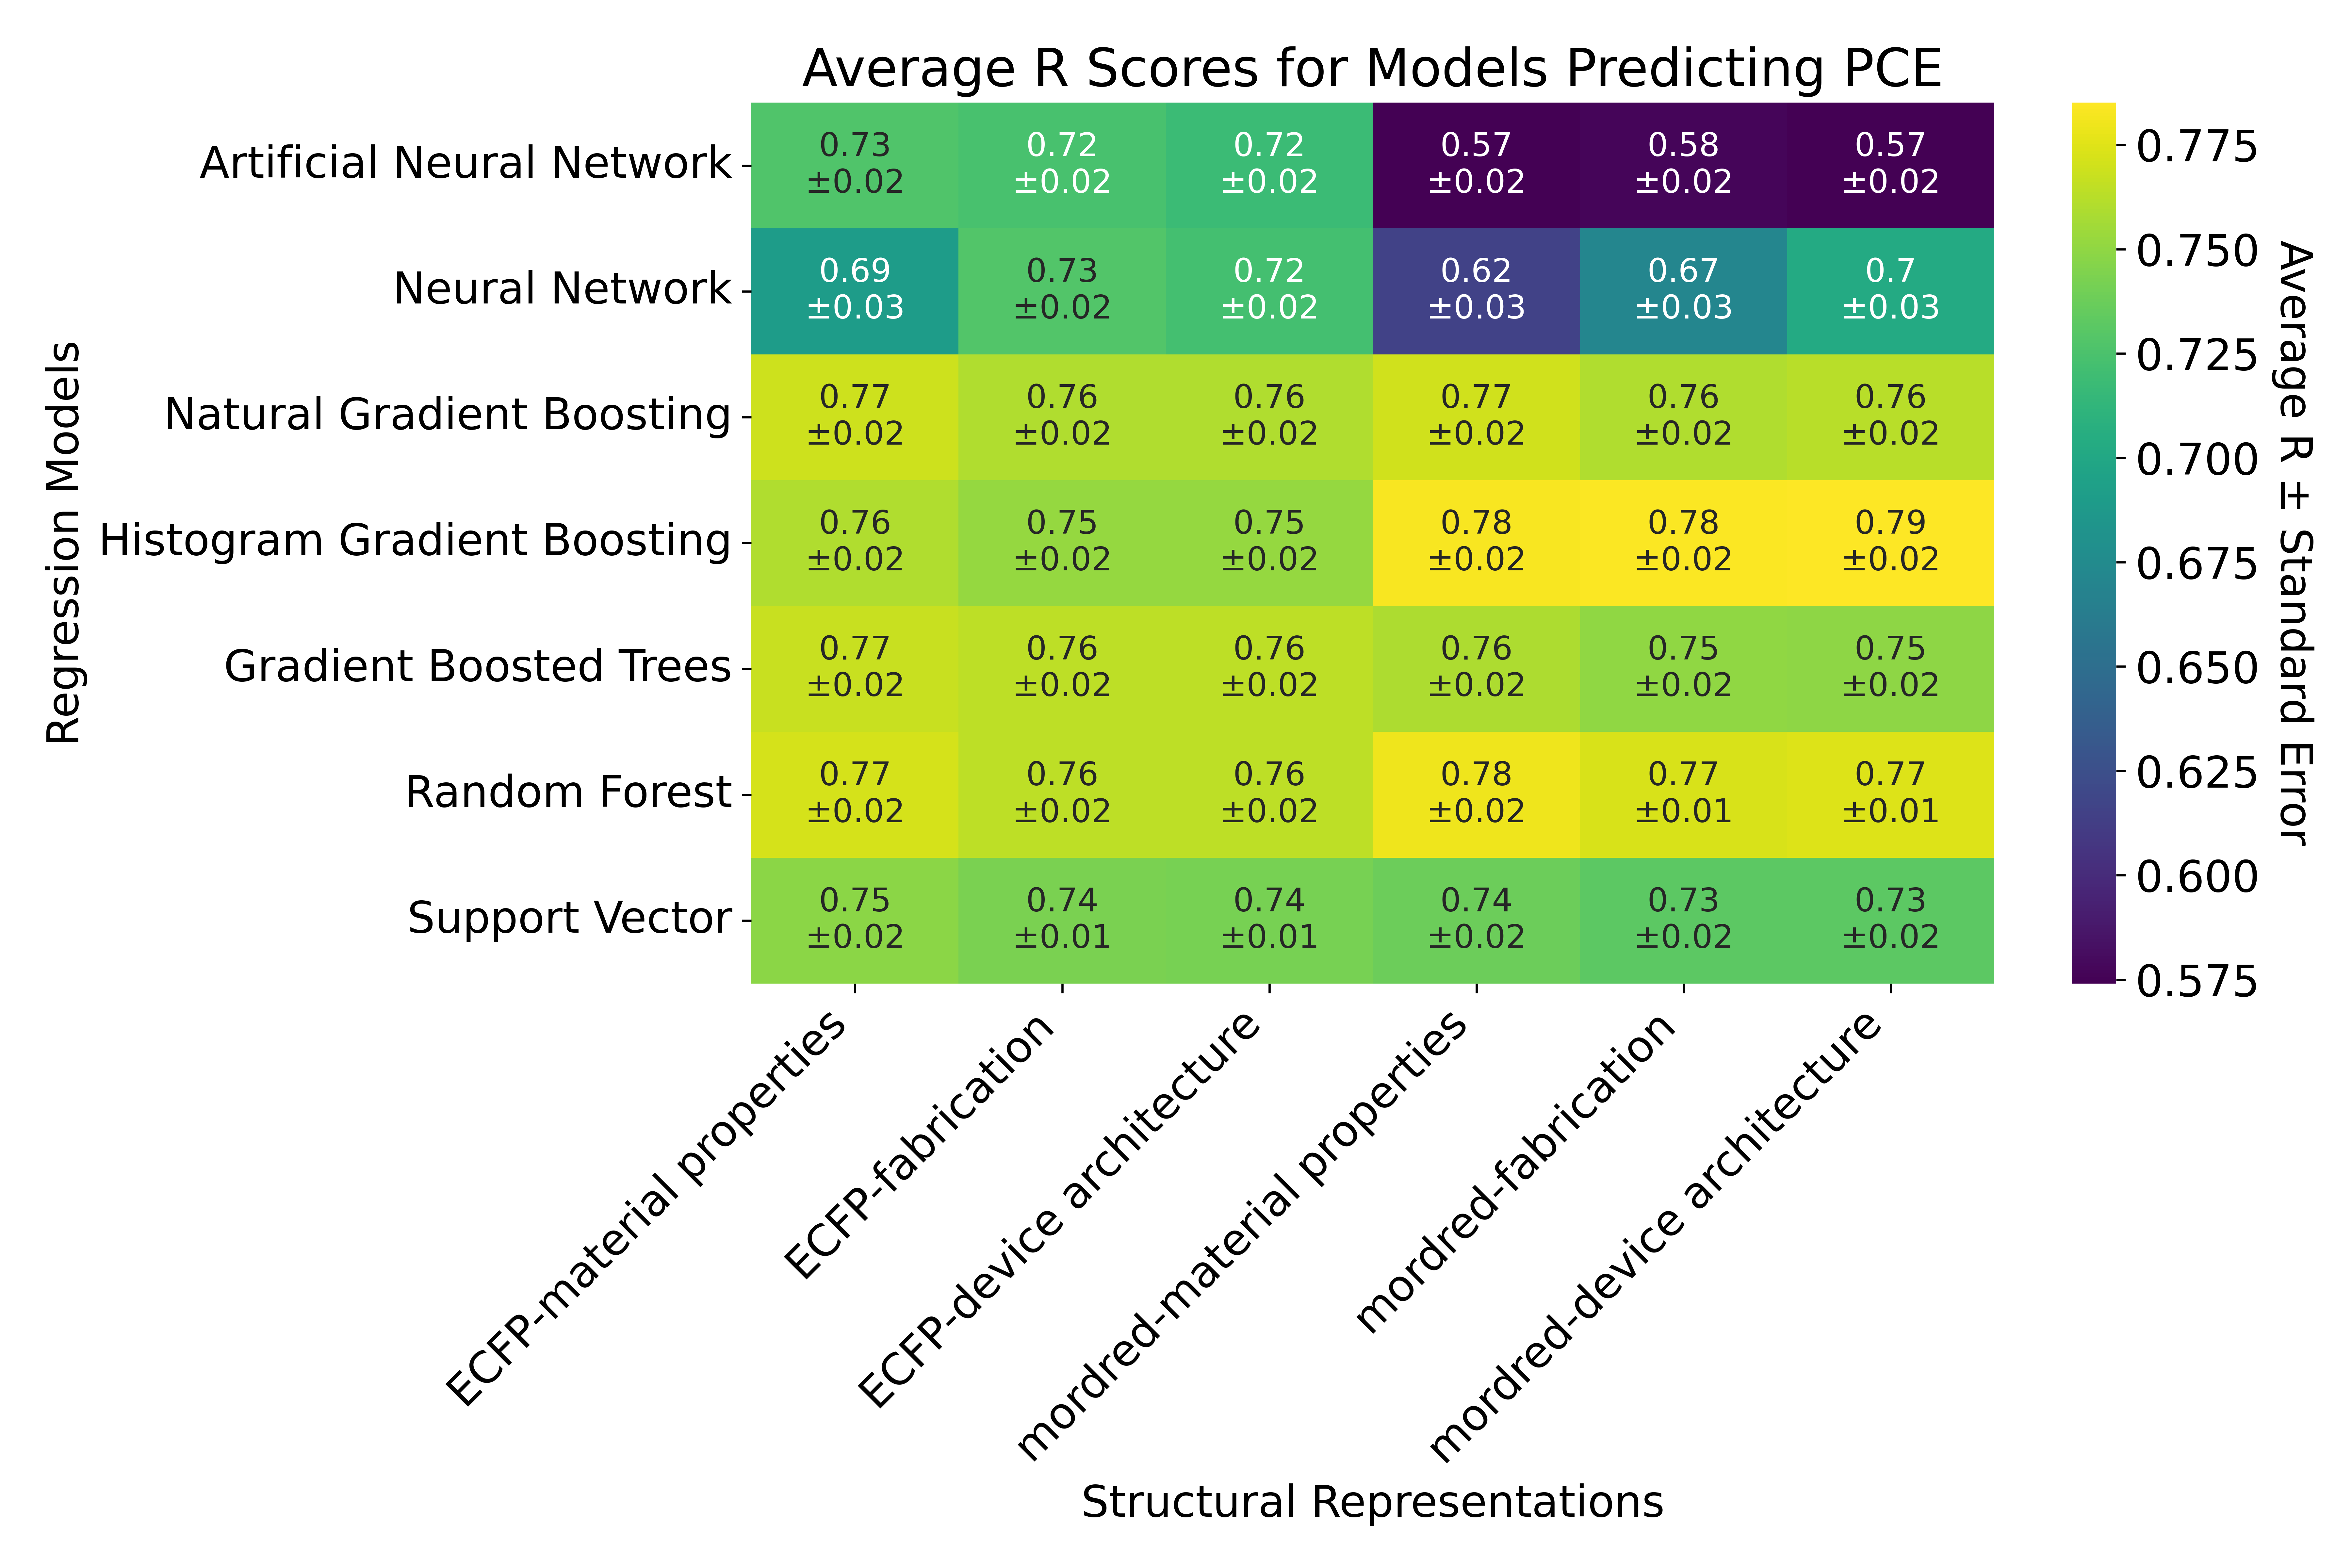 Average R Scores for Models Predicting PCE
Regression Models
Artificial Neural Network
0.73 0.72 0.72 0.57 0.58 0.57
±0.02 ±0.02 ±0.02 ±0.02 ±0.02 ±0.02
Neural Network
0.69 0.73 0.72 0.62 0.67 0.7
±0.03 ±0.02 ±0.02 ±0.03 ±0.03 ±0.03
Natural Gradient Boosting
0.77 0.76 0.76 0.77 0.76 0.76
±0.02 ±0.02 ±0.02 ±0.02 ±0.02 ±0.02
Histogram Gradient Boosting
0.76 0.75 0.75 0.78 0.78 0.79
±0.02 ±0.02 ±0.02 ±0.02 ±0.02 ±0.02
Gradient Boosted Trees
0.77 0.76 0.76 0.76 0.75 0.75
±0.02 ±0.02 ±0.02 ±0.02 ±0.02 ±0.02
Random Forest
0.77 0.76 0.76 0.78 0.77 0.77
±0.02 ±0.02 ±0.02 ±0.02 ±0.01 ±0.01
Support Vector
0.75 0.74 0.74 0.74 0.73 0.73
±0.02 ±0.01 ±0.01 ±0.02 ±0.02 ±0.02
ECFP-material properties
ECFP-fabrication
ECFP-device architecture
mordred-material properties
mordred-fabrication
mordred-device architecture
Structural Representations
0.775
0.750
0.725
0.700
0.675
0.650
0.625
0.600
0.575
Average R ± Standard Error